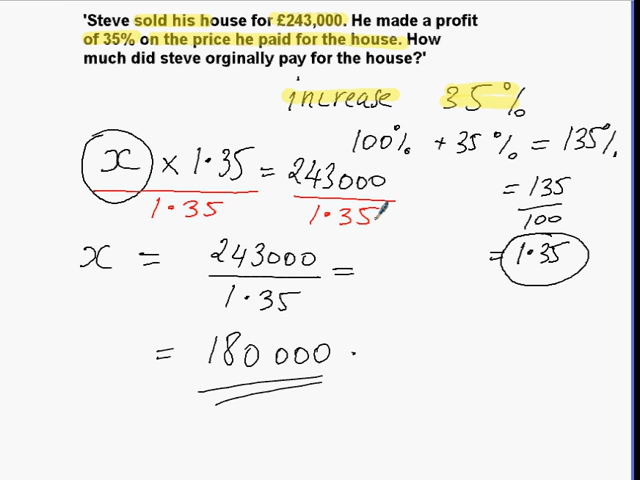 'Steve sold his house for £243,000. He made a profit
of 35% on the price he paid for the house. How
much did steve orginally pay for the house?'
increase 35%
100% + 35% = 135%
x × 1·35 = 243000
1·35 1·35
= 135
100
= 1·35
x = 243000 =
1·35
= 180 000 .